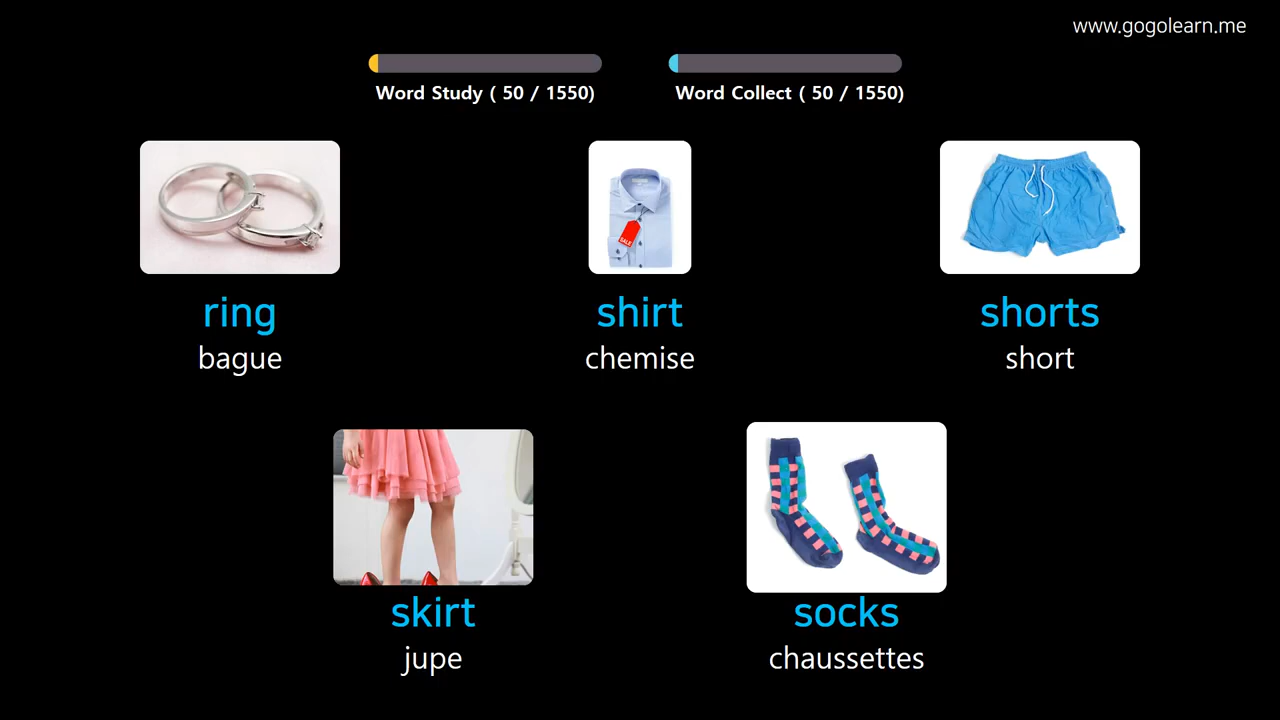 www.gogolearn.me
Word Study ( 50 / 1550)
Word Collect ( 50 / 1550)
ring
bague
shirt
chemise
shorts
short
skirt
jupe
socks
chaussettes
SALE